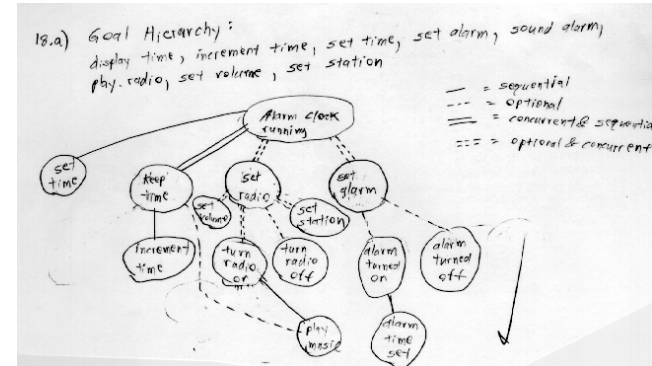 18.a) Goal Hierarchy:
display time, increment time, set time, set alarm, sound alarm,
play radio, set volume, set station
— = sequential
--- = optional
= concurrent & sequential
=== = optional & concurrent
Alarm clock
running
set
time
keep
time
set
radio
set
alarm
set
volume
set
station
increment
time
turn
radio
on
turn
radio
off
alarm
turned
on
alarm
turned
off
play
music
alarm
time
set